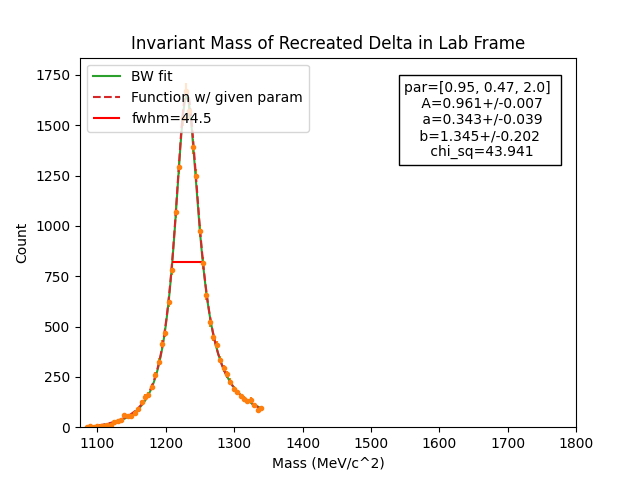 Invariant Mass of Recreated Delta in Lab Frame
BW fit
Function w/ given param
fwhm=44.5
par=[0.95, 0.47, 2.0]
A=0.961+/-0.007
a=0.343+/-0.039
b=1.345+/-0.202
chi_sq=43.941
1750
1500
1250
1000
750
500
250
0
Count
1100 1200 1300 1400 1500 1600 1700 1800
Mass (MeV/c^2)